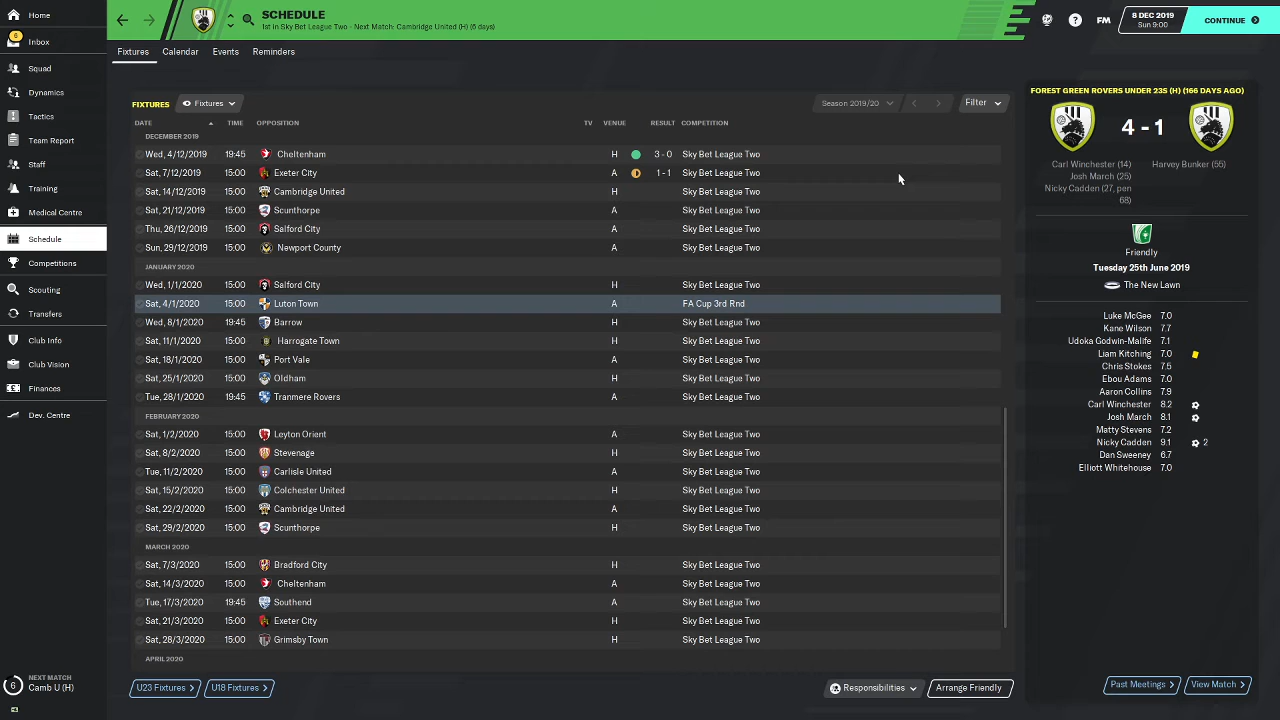 Home
SCHEDULE
1st in Sky Bet League Two - Next Match: Cambridge United (H) (6 days)
?
FM
8 DEC 2019
Sun 9:00
CONTINUE
6
Inbox
Squad
Dynamics
Tactics
Team Report
Staff
Training
Medical Centre
Schedule
Competitions
Scouting
Transfers
Club Info
Club Vision
Finances
Dev. Centre
Fixtures
Calendar
Events
Reminders
FIXTURES
Fixtures
Season 2019/20
Filter
DATE TIME OPPOSITION TV VENUE RESULT COMPETITION
DECEMBER 2019
Wed, 4/12/2019 19:45 Cheltenham H 3 - 0 Sky Bet League Two
Sat, 7/12/2019 15:00 Exeter City A 1 - 1 Sky Bet League Two
Sat, 14/12/2019 15:00 Cambridge United H Sky Bet League Two
Sat, 21/12/2019 15:00 Scunthorpe A Sky Bet League Two
Thu, 26/12/2019 15:00 Salford City A Sky Bet League Two
Sun, 29/12/2019 15:00 Newport County A Sky Bet League Two
JANUARY 2020
Wed, 1/1/2020 15:00 Salford City H Sky Bet League Two
Sat, 4/1/2020 15:00 Luton Town A FA Cup 3rd Rnd
Wed, 8/1/2020 19:45 Barrow H Sky Bet League Two
Sat, 11/1/2020 15:00 Harrogate Town H Sky Bet League Two
Sat, 18/1/2020 15:00 Port Vale A Sky Bet League Two
Sat, 25/1/2020 15:00 Oldham H Sky Bet League Two
Tue, 28/1/2020 19:45 Tranmere Rovers A Sky Bet League Two
FEBRUARY 2020
Sat, 1/2/2020 15:00 Leyton Orient A Sky Bet League Two
Sat, 8/2/2020 15:00 Stevenage H Sky Bet League Two
Tue, 11/2/2020 15:00 Carlisle United A Sky Bet League Two
Sat, 15/2/2020 15:00 Colchester United H Sky Bet League Two
Sat, 22/2/2020 15:00 Cambridge United A Sky Bet League Two
Sat, 29/2/2020 15:00 Scunthorpe H Sky Bet League Two
MARCH 2020
Sat, 7/3/2020 15:00 Bradford City H Sky Bet League Two
Sat, 14/3/2020 15:00 Cheltenham A Sky Bet League Two
Tue, 17/3/2020 19:45 Southend A Sky Bet League Two
Sat, 21/3/2020 15:00 Exeter City H Sky Bet League Two
Sat, 28/3/2020 15:00 Grimsby Town H Sky Bet League Two
APRIL 2020
U23 Fixtures
U18 Fixtures
Responsibilities
Arrange Friendly
FOREST GREEN ROVERS UNDER 23S (H) (166 DAYS AGO)
4 - 1
Carl Winchester (14) Harvey Bunker (55)
Josh March (25)
Nicky Cadden (27, pen
68)
Friendly
Tuesday 25th June 2019
The New Lawn
Luke McGee 7.0
Kane Wilson 7.7
Udoka Godwin-Malife 7.1
Liam Kitching 7.0
Chris Stokes 7.5
Ebou Adams 7.0
Aaron Collins 7.9
Carl Winchester 8.2
Josh March 8.1
Matty Stevens 7.2
Nicky Cadden 9.1 2
Dan Sweeney 6.7
Elliott Whitehouse 7.0
Past Meetings
View Match
6
NEXT MATCH
Camb U (H)